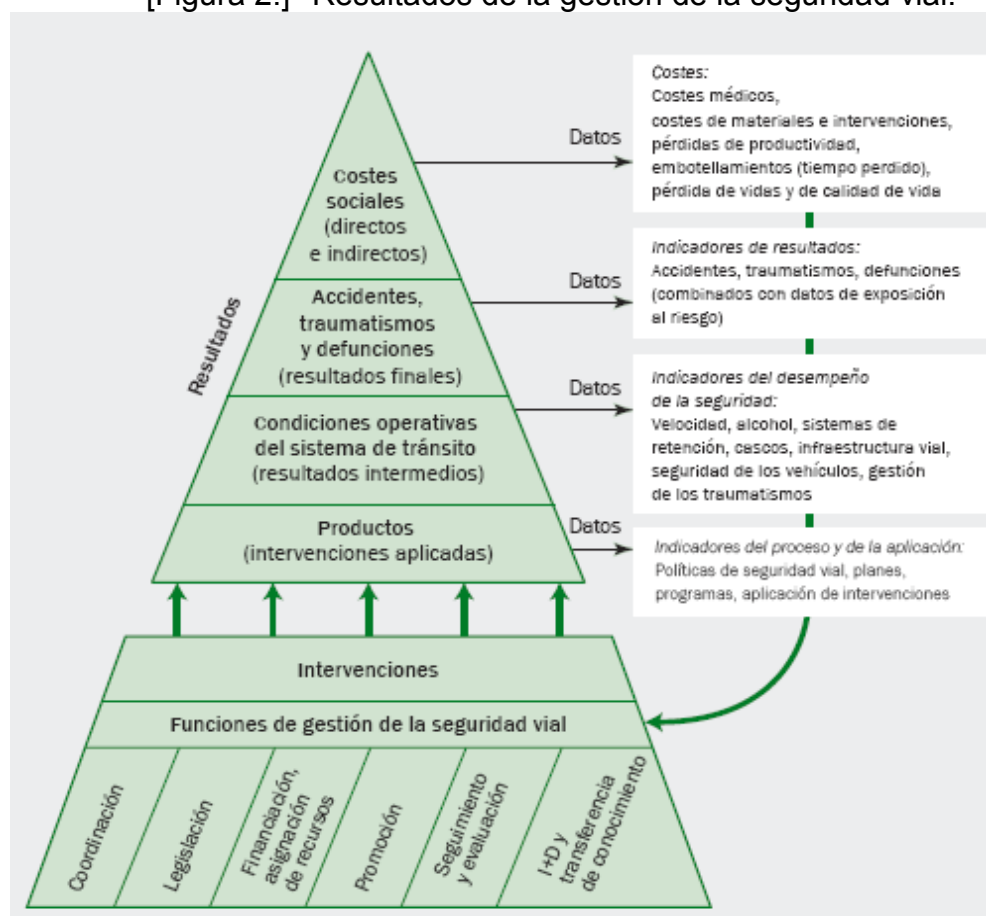 [Figura 2.] Resultados de la gestión de la seguridad vial.
Costes
sociales
(directos
e indirectos)
Datos
Costes:
Costes médicos,
costes de materiales e intervenciones,
pérdidas de productividad,
embotellamientos (tiempo perdido),
pérdida de vidas y de calidad de vida
Resultados
Accidentes,
traumatismos
y defunciones
(resultados finales)
Datos
Indicadores de resultados:
Accidentes, traumatismos, defunciones
(combinados con datos de exposición
al riesgo)
Condiciones operativas
del sistema de tránsito
(resultados intermedios)
Datos
Indicadores del desempeño
de la seguridad:
Velocidad, alcohol, sistemas de
retención, cascos, infraestructura vial,
seguridad de los vehículos, gestión
de los traumatismos
Productos
(intervenciones aplicadas)
Datos
Indicadores del proceso y de la aplicación:
Políticas de seguridad vial, planes,
programas, aplicación de intervenciones
Intervenciones
Funciones de gestión de la seguridad vial
Coordinación
Legislación
Financiación,
asignación
de recursos
Promoción
Seguimiento
y evaluación
I+D y
transferencia
de conocimiento